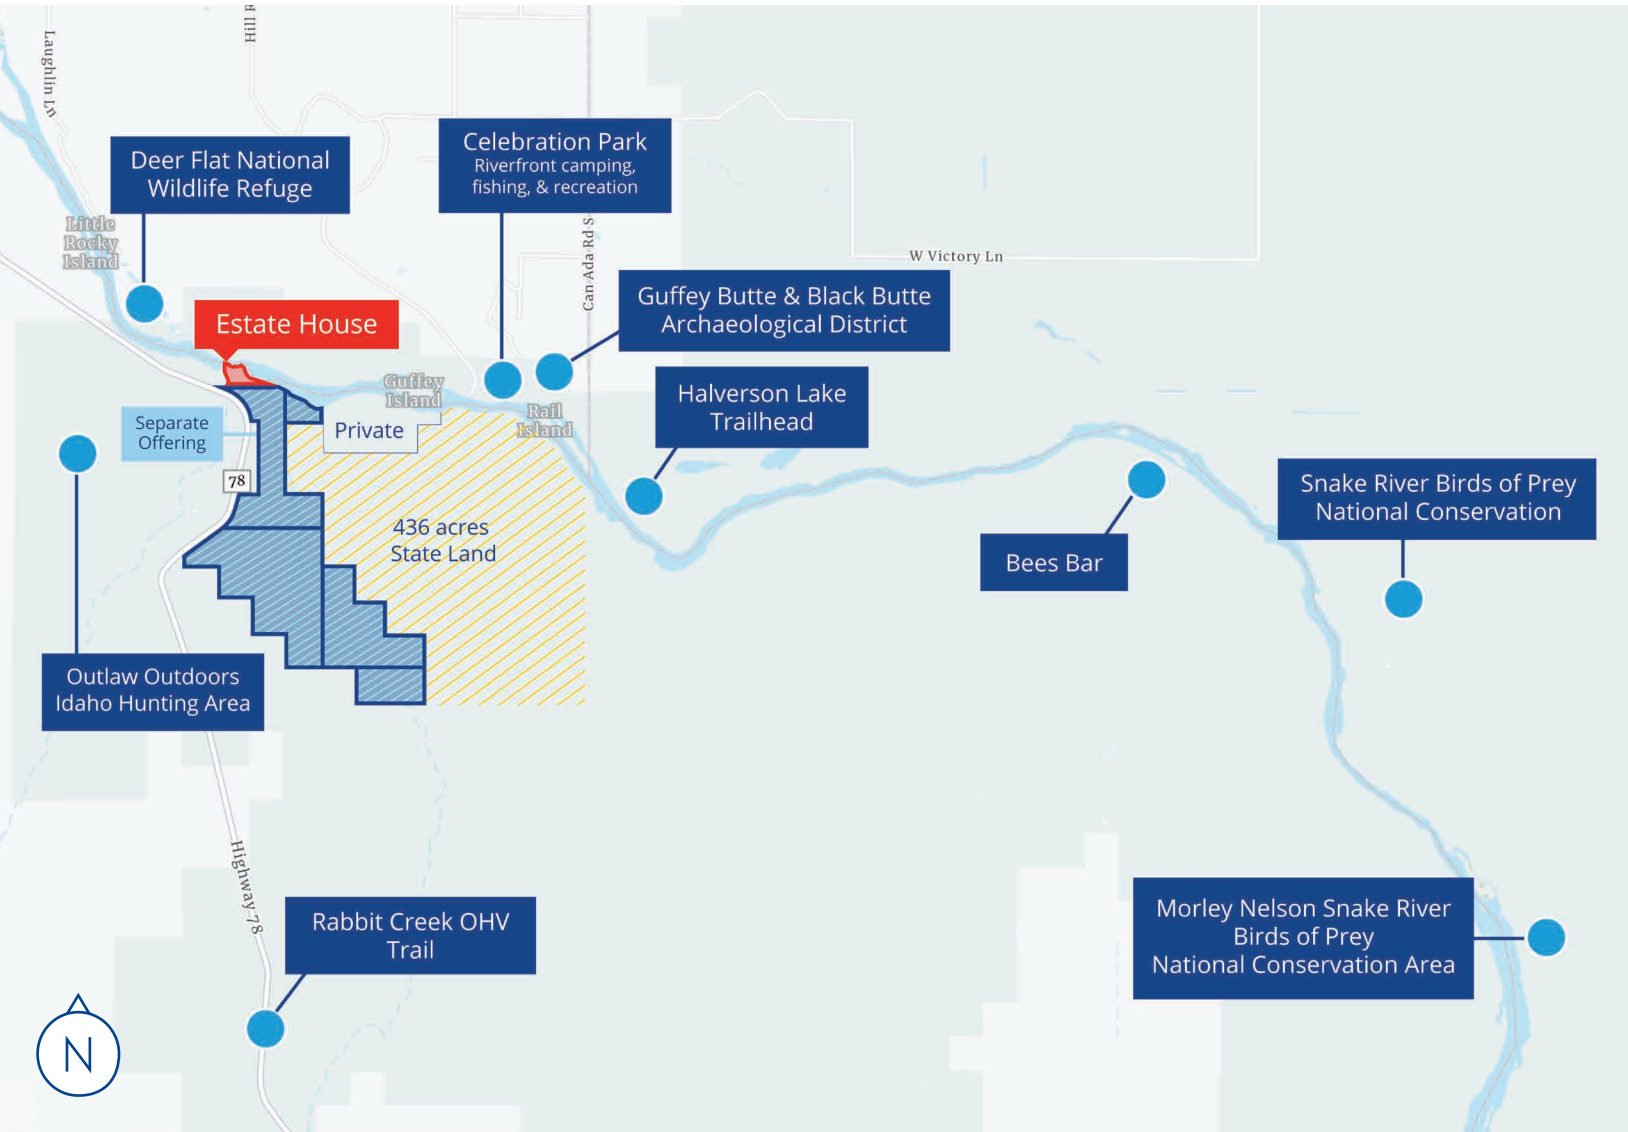 Laughlin Ln
Hill R
Deer Flat National
Wildlife Refuge
Celebration Park
Riverfront camping,
fishing, & recreation
Little
Rocky
Island
Can-Ada Rd S
W Victory Ln
Estate House
Guffey Butte & Black Butte
Archaeological District
Guffey
Island
Rail
Island
Halverson Lake
Trailhead
Separate
Offering
Private
78
436 acres
State Land
Bees Bar
Snake River Birds of Prey
National Conservation
Outlaw Outdoors
Idaho Hunting Area
Highway 78
Rabbit Creek OHV
Trail
Morley Nelson Snake River
Birds of Prey
National Conservation Area
N